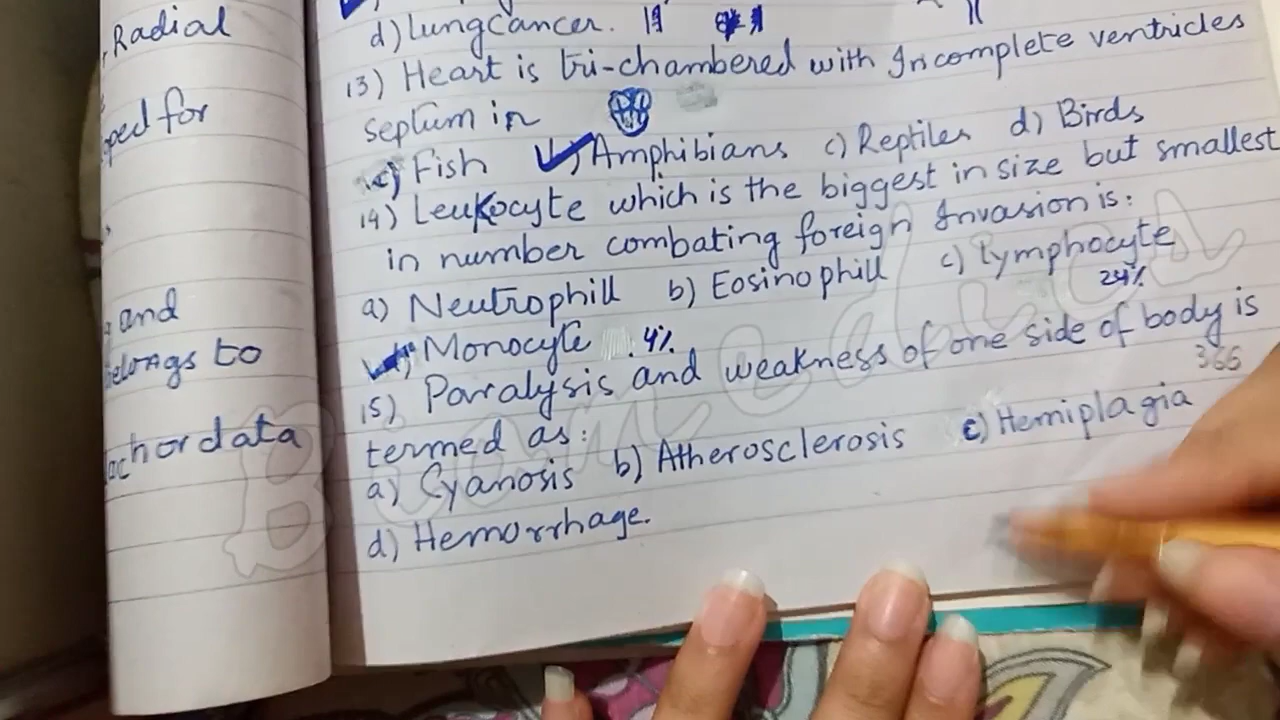 Radial
d) Lung cancer.
13) Heart is tri-chambered with Incomplete ventricles
ped for
septum in
c) Fish b) Amphibians c) Reptiles d) Birds
14) Leukocyte which is the biggest in size but smallest
in number combating foreign Invasion is:
and
a) Neutrophill b) Eosinophill c) Lymphocyte
24%
elongs to
Monocyte 4%
15) Paralysis and weakness of one side of body is
365
chordata
termed as:
a) Cyanosis b) Atherosclerosis c) Hemiplagia
d) Hemorrhage.